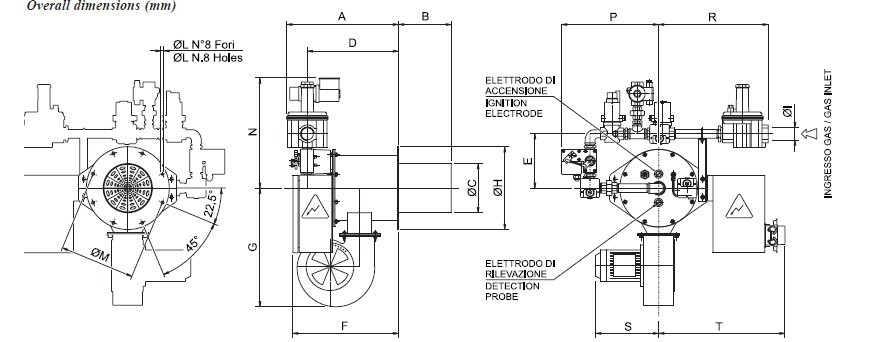 Overall dimensions (mm)
ØL N°8 Fori
ØL N.8 Holes
A
B
D
N
G
ØC
ØH
F
22,5°
45°
ØM
P
R
ELETTRODO DI
ACCENSIONE
IGNITION
ELECTRODE
E
ØI
INGRESSO GAS / GAS INLET
ELETTRODO DI
RILEVAZIONE
DETECTION
PROBE
S
T